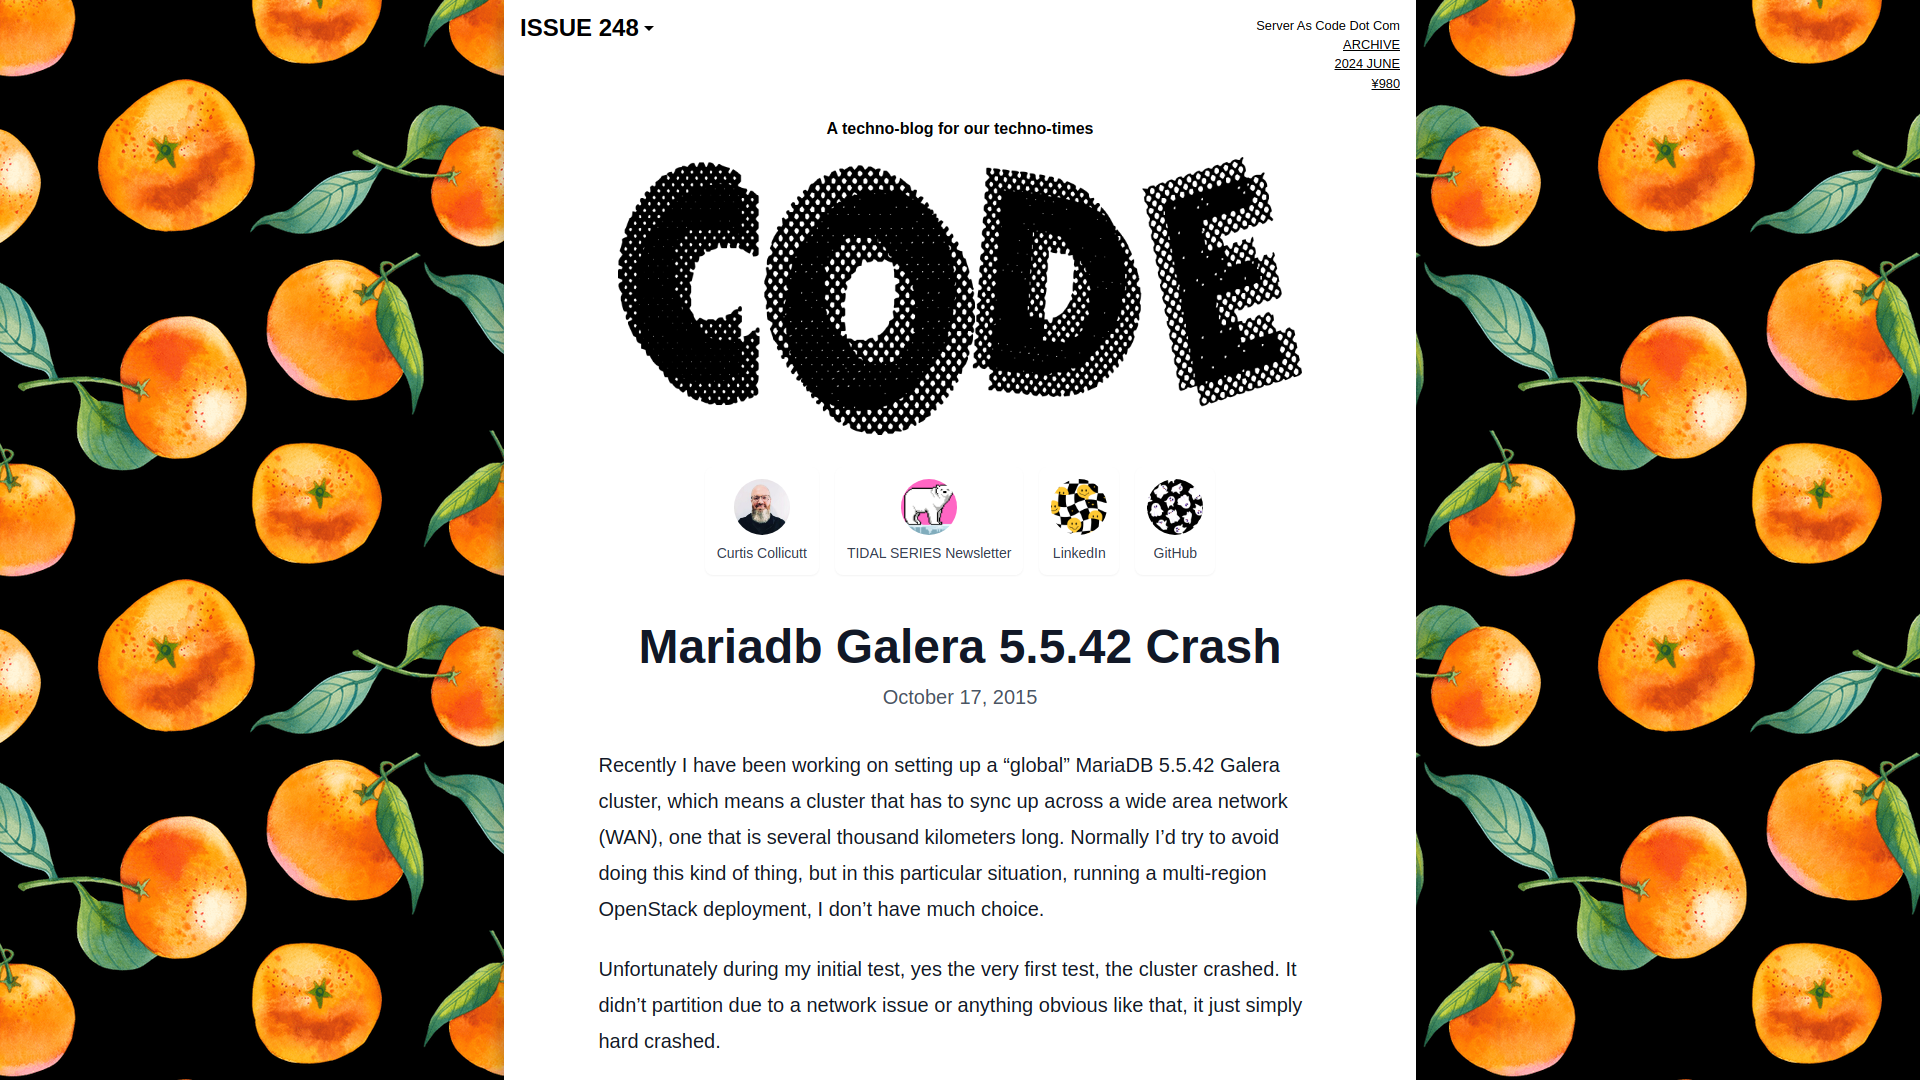 ISSUE 248
Server As Code Dot Com
ARCHIVE
2024 JUNE
¥980
A techno-blog for our techno-times
CODE
Curtis Collicutt
TIDAL SERIES Newsletter
LinkedIn
GitHub
Mariadb Galera 5.5.42 Crash
October 17, 2015
Recently I have been working on setting up a “global” MariaDB 5.5.42 Galera
cluster, which means a cluster that has to sync up across a wide area network
(WAN), one that is several thousand kilometers long. Normally I’d try to avoid
doing this kind of thing, but in this particular situation, running a multi-region
OpenStack deployment, I don’t have much choice.
Unfortunately during my initial test, yes the very first test, the cluster crashed. It
didn’t partition due to a network issue or anything obvious like that, it just simply
hard crashed.